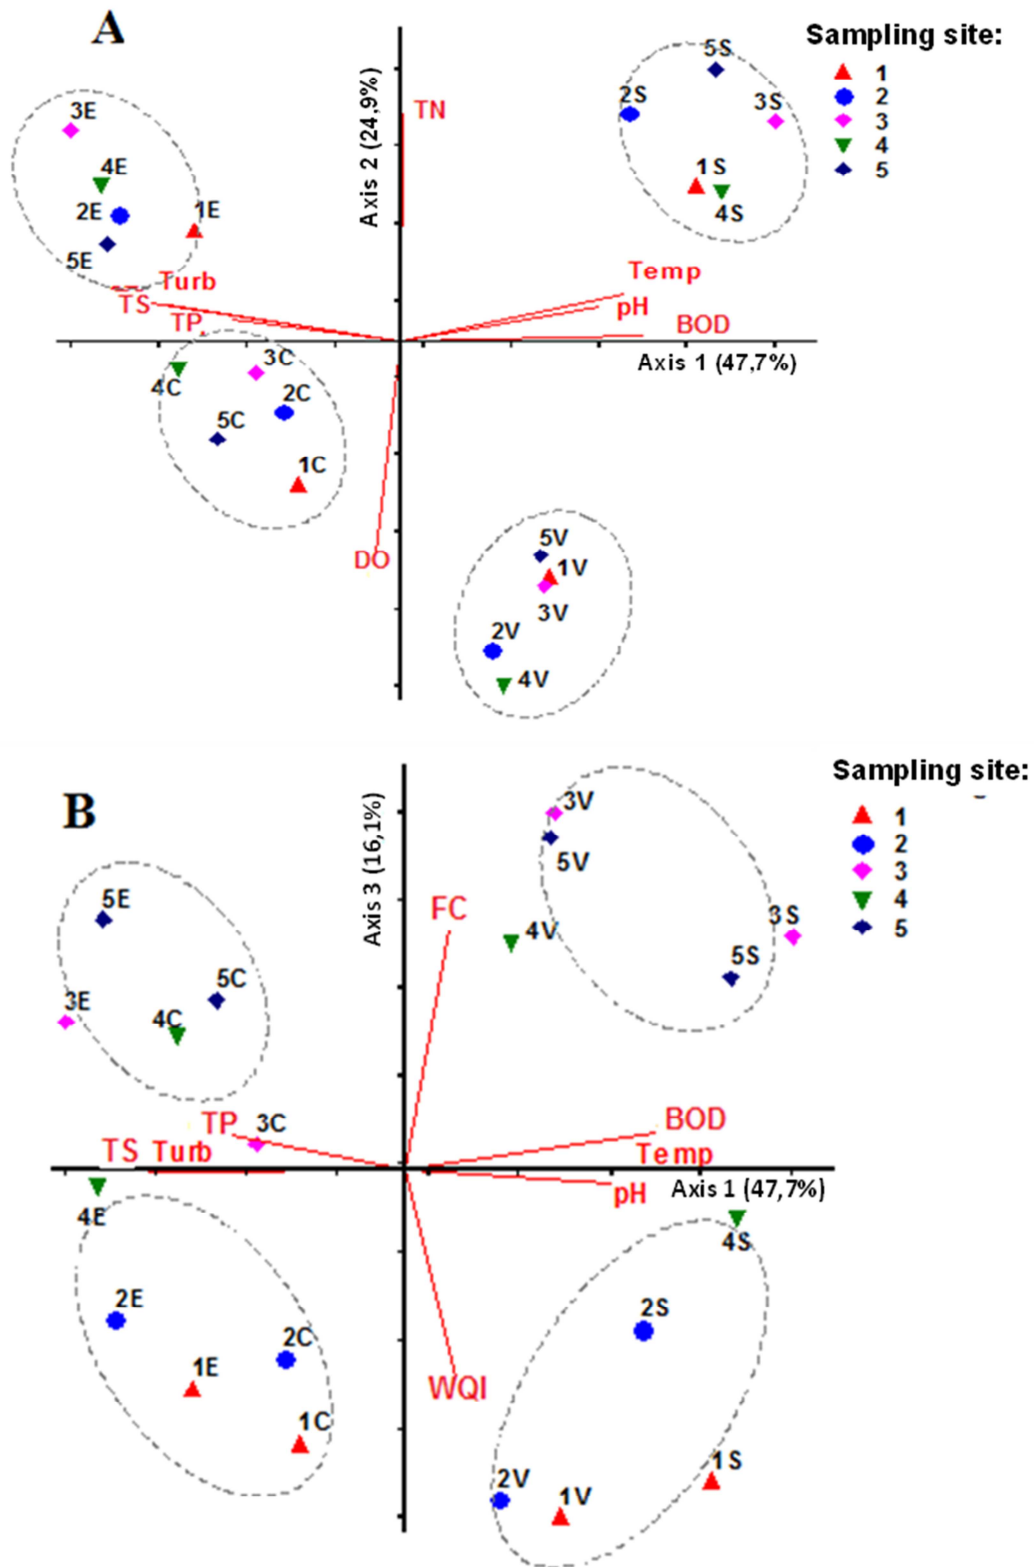 A
Sampling site:
1
2
3
4
5
Axis 2 (24,9%)
TN
5S
2S
3S
1S
4S
3E
4E
2E
1E
5E
Turb
TS
TP
Temp
pH
BOD
Axis 1 (47,7%)
3C
4C
2C
5C
1C
DO
5V
1V
3V
2V
4V
B
Sampling site:
1
2
3
4
5
Axis 3 (16,1%)
3V
5V
FC
4V
3S
5S
5E
5C
3E
4C
TP
3C
TS Turb
BOD
Temp
pH
Axis 1 (47,7%)
4E
4S
2E
2S
2C
1E
WQI
1C
1S
2V
1V